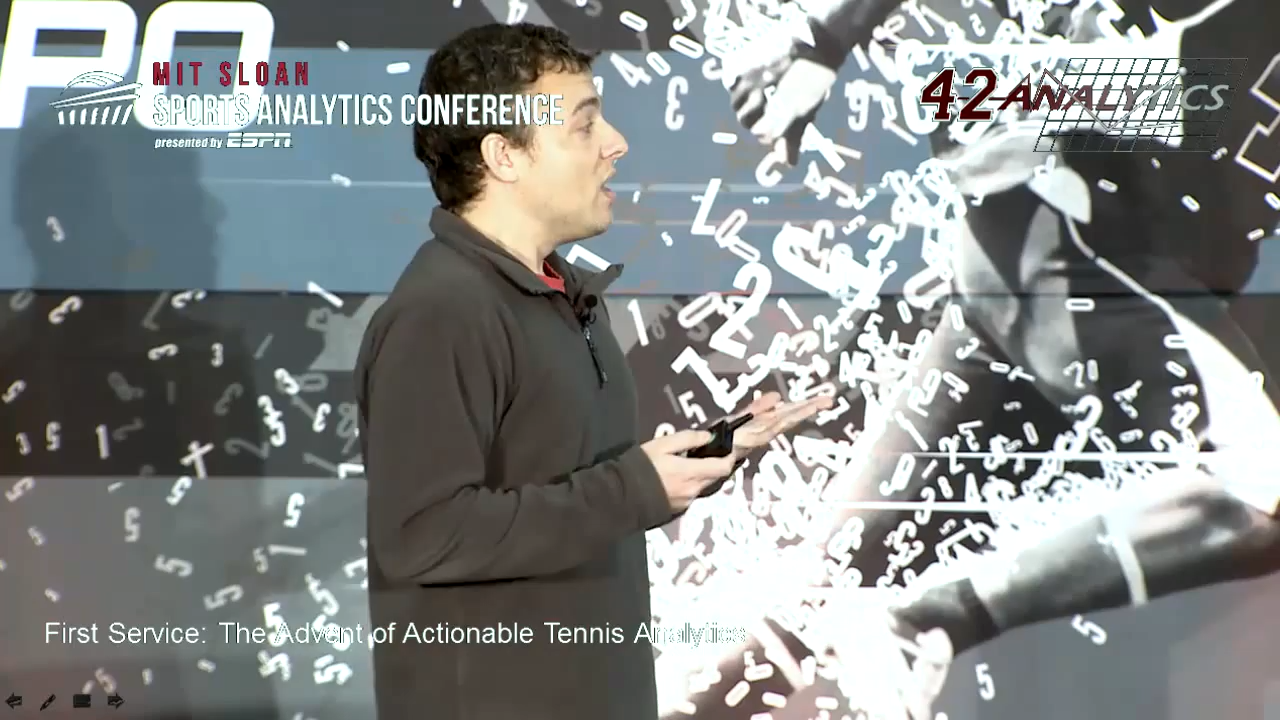 PO
MIT SLOAN
SPORTS ANALYTICS CONFERENCE
presented by ESPN
42 ANALYTICS
First Service: The Advent of Actionable Tennis Analytics